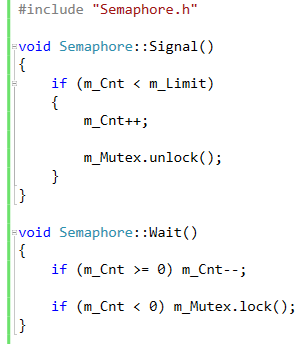 #include "Semaphore.h"
void Semaphore::Signal()
{
if (m_Cnt < m_Limit)
{
m_Cnt++;
m_Mutex.unlock();
}
}
void Semaphore::Wait()
{
if (m_Cnt >= 0) m_Cnt--;
if (m_Cnt < 0) m_Mutex.lock();
}